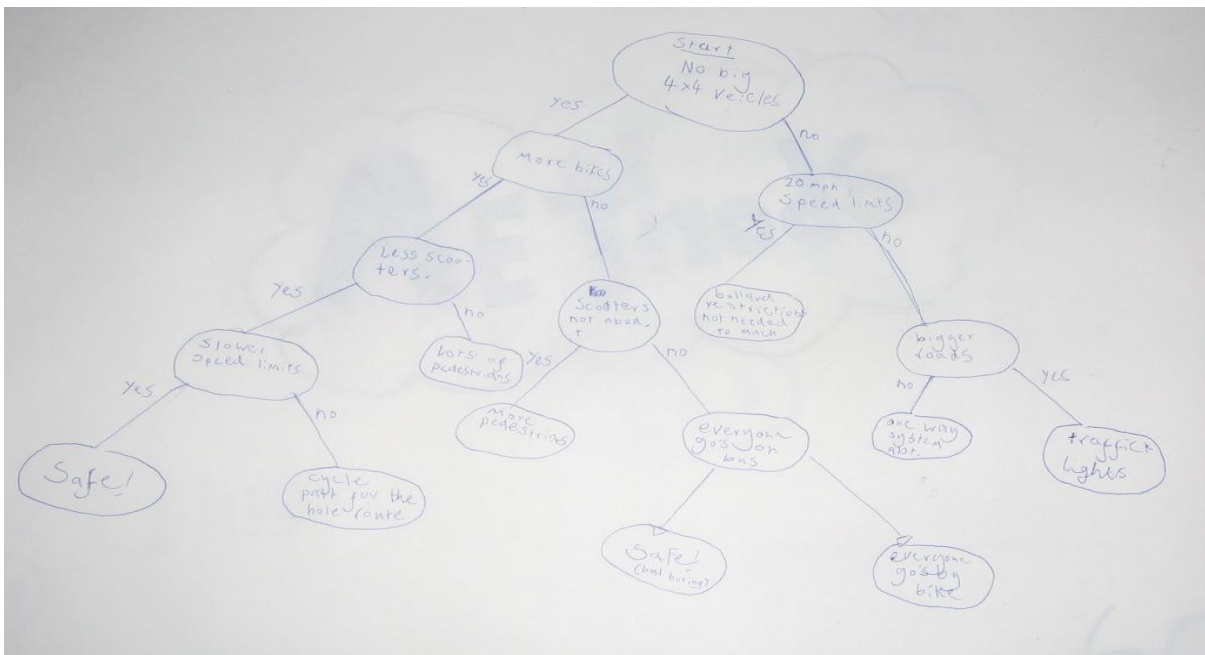 Start
No big
4x4 veicles
yes
no
More bikes
20 mph
Speed limits
yes
no
yes
no
Less scoo-
ters.
Scooters
not aban,
t
bollard
restrictions
not needed
to much
bigger
roads
yes
no
yes
no
no
yes
Slower
speed limits
Lots of
pedestrians
More
pedestrians
everyone
go's on
bus
one way
system
traffick
lights
yes
no
Safe!
cycle
path for the
hole route
Safe!
everyone
go's by
bike